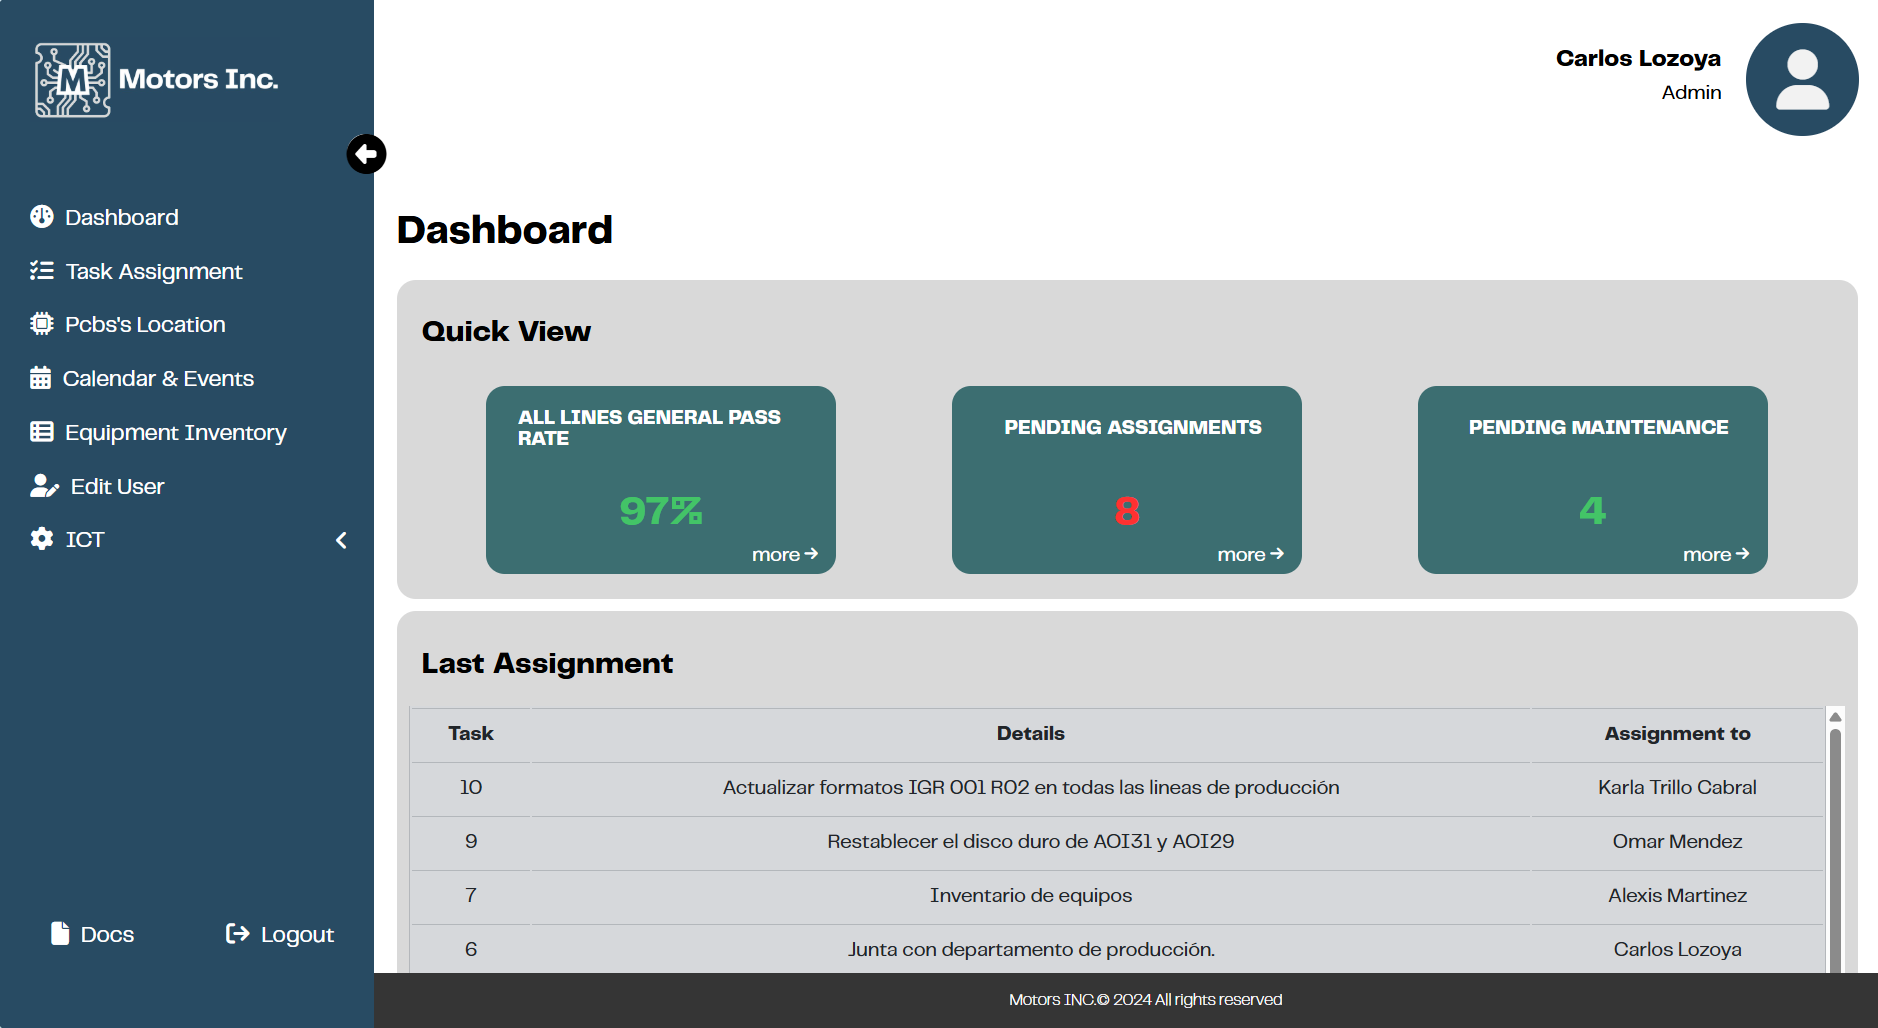 M Motors Inc.
Carlos Lozoya
Admin
Dashboard
Task Assignment
Pcbs's Location
Calendar & Events
Equipment Inventory
Edit User
ICT
Docs
Logout
Dashboard
Quick View
ALL LINES GENERAL PASS
RATE
97%
more
PENDING ASSIGNMENTS
8
more
PENDING MAINTENANCE
4
more
Last Assignment
Task Details Assignment to
10 Actualizar formatos IGR 001 R02 en todas las lineas de producción Karla Trillo Cabral
9 Restablecer el disco duro de AOI31 y AOI29 Omar Mendez
7 Inventario de equipos Alexis Martinez
6 Junta con departamento de producción. Carlos Lozoya
Motors INC.© 2024 All rights reserved